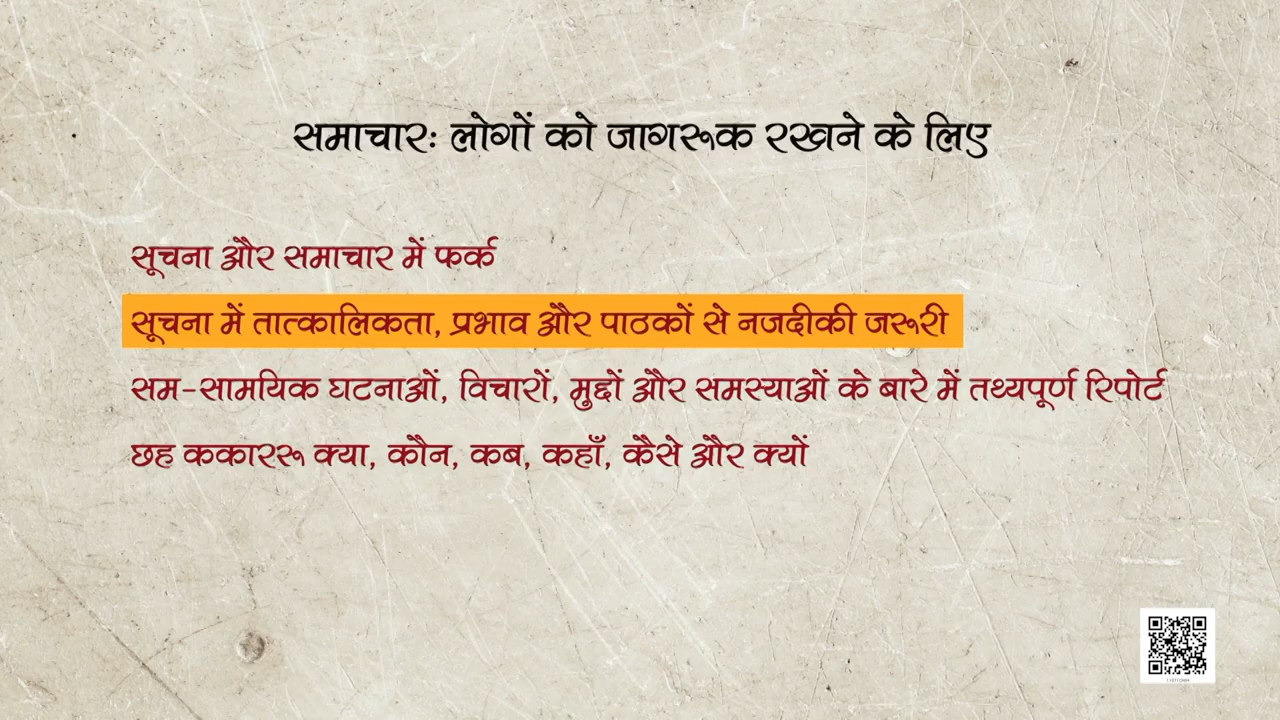 समाचार: लोगों को जागरूक रखने के लिए
सूचना और समाचार में फर्क
सूचना में तात्कालिकता, प्रभाव और पाठकों से नजदीकी जरूरी
सम-सामयिक घटनाओं, विचारों, मुद्दों और समस्याओं के बारे में तथ्यपूर्ण रिपोर्ट
छह ककाररू क्या, कौन, कब, कहाँ, कैसे और क्यों